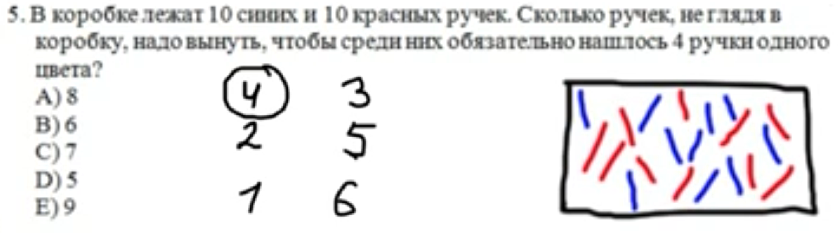 5. В коробке лежат 10 синих и 10 красных ручек. Сколько ручек, не глядя в
коробку, надо вынуть, чтобы среди них обязательно нашлось 4 ручки одного
цвета?
A) 8
B) 6
C) 7
D) 5
E) 9
4 3
2 5
1 6